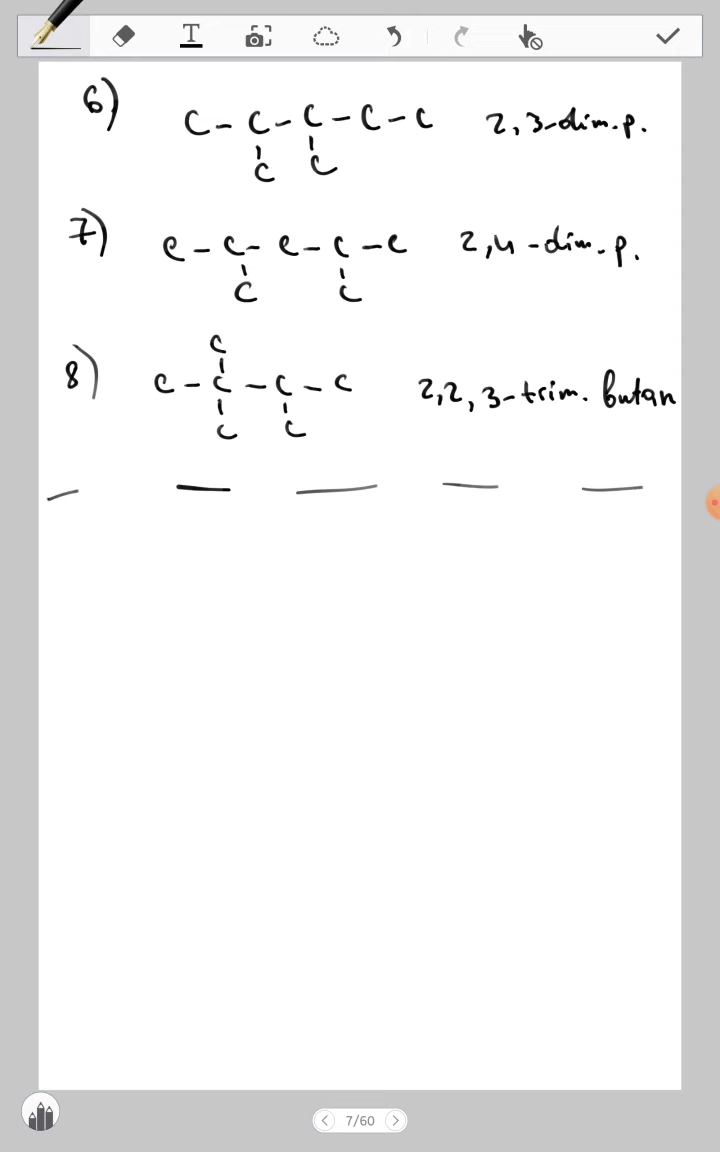 T
6) C - C - C - C - C 2,3-dim.p.
C C
7) C - C - C - C - C 2,4-dim.p.
C C
C
8) C - C - C - C 2,2,3-trim. butan
C C
7/60